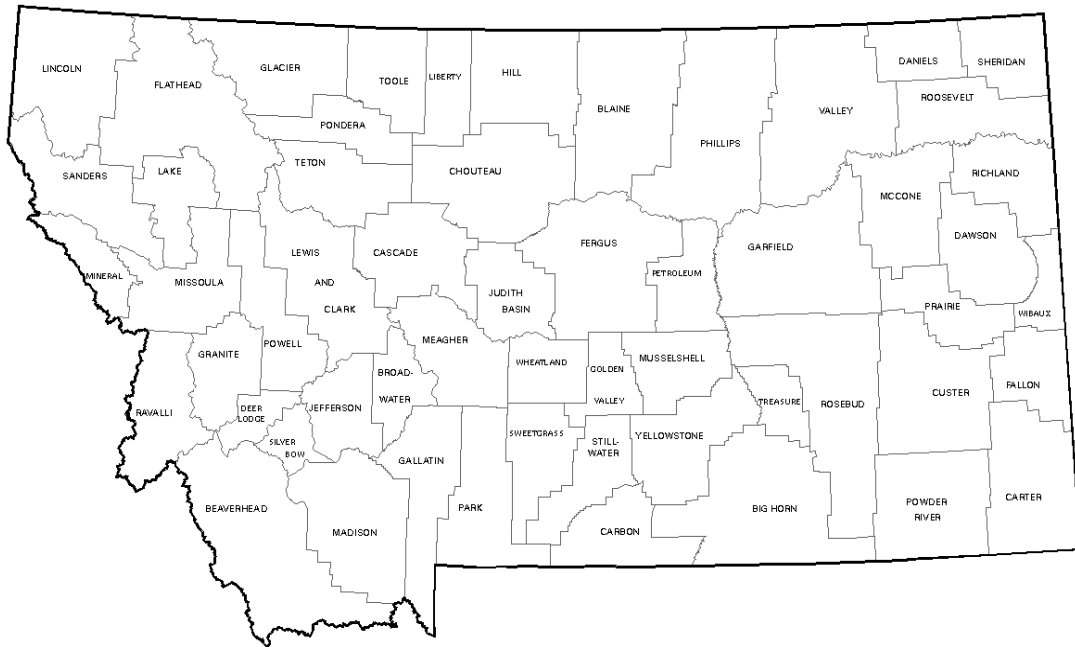 LINCOLN
FLATHEAD
GLACIER
TOOLE
LIBERTY
HILL
BLAINE
PHILLIPS
VALLEY
DANIELS
SHERIDAN
ROOSEVELT
PONDERA
TETON
CHOUTEAU
SANDERS
LAKE
MCCONE
RICHLAND
DAWSON
LEWIS
AND
CLARK
CASCADE
FERGUS
GARFIELD
PETROLEUM
MINERAL
MISSOULA
JUDITH
BASIN
PRAIRIE
WIBAUX
GRANITE
POWELL
MEAGHER
WHEATLAND
GOLDEN
VALLEY
MUSSELSHELL
BROAD-
WATER
RAVALLI
DEER
LODGE
JEFFERSON
TREASURE
ROSEBUD
CUSTER
FALLON
SILVER
BOW
SWEETGRASS
STILL-
WATER
YELLOWSTONE
GALLATIN
BEAVERHEAD
MADISON
PARK
CARBON
BIG HORN
POWDER
RIVER
CARTER